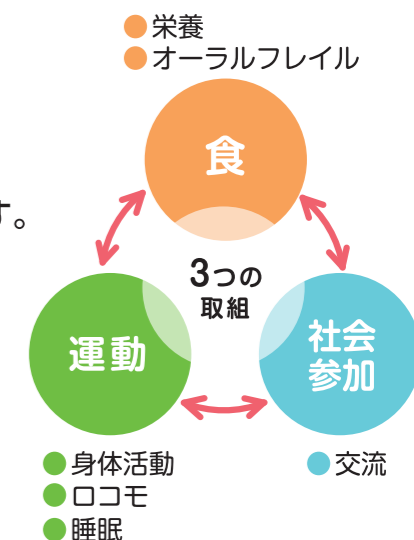 ●栄養
●オーラルフレイル
食
す。
3つの
取組
運動
社会
参加
●身体活動
●ロコモ
●睡眠
●交流